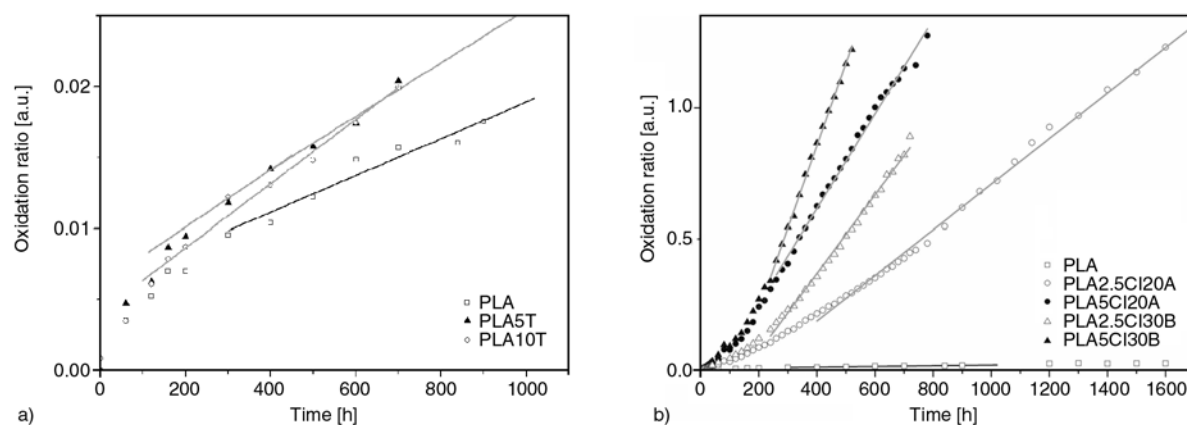 Oxidation ratio [a.u.]
0.02
0.01
0.00
0
200
400
600
800
1000
Time [h]
PLA
PLA5T
PLA10T
a)
Oxidation ratio [a.u.]
1.0
0.5
0.0
0
200
400
600
800
1000
1200
1400
1600
Time [h]
PLA
PLA2.5Cl20A
PLA5Cl20A
PLA2.5Cl30B
PLA5Cl30B
b)